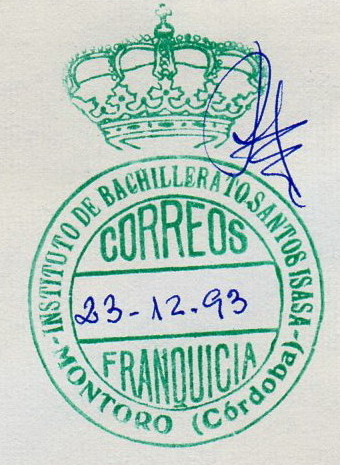 -INSTITUTO DE BACHILLERATO.SANTOS ISASA-
CORREOS
23-12-93
FRANQUICIA
MONTORO (Córdoba)